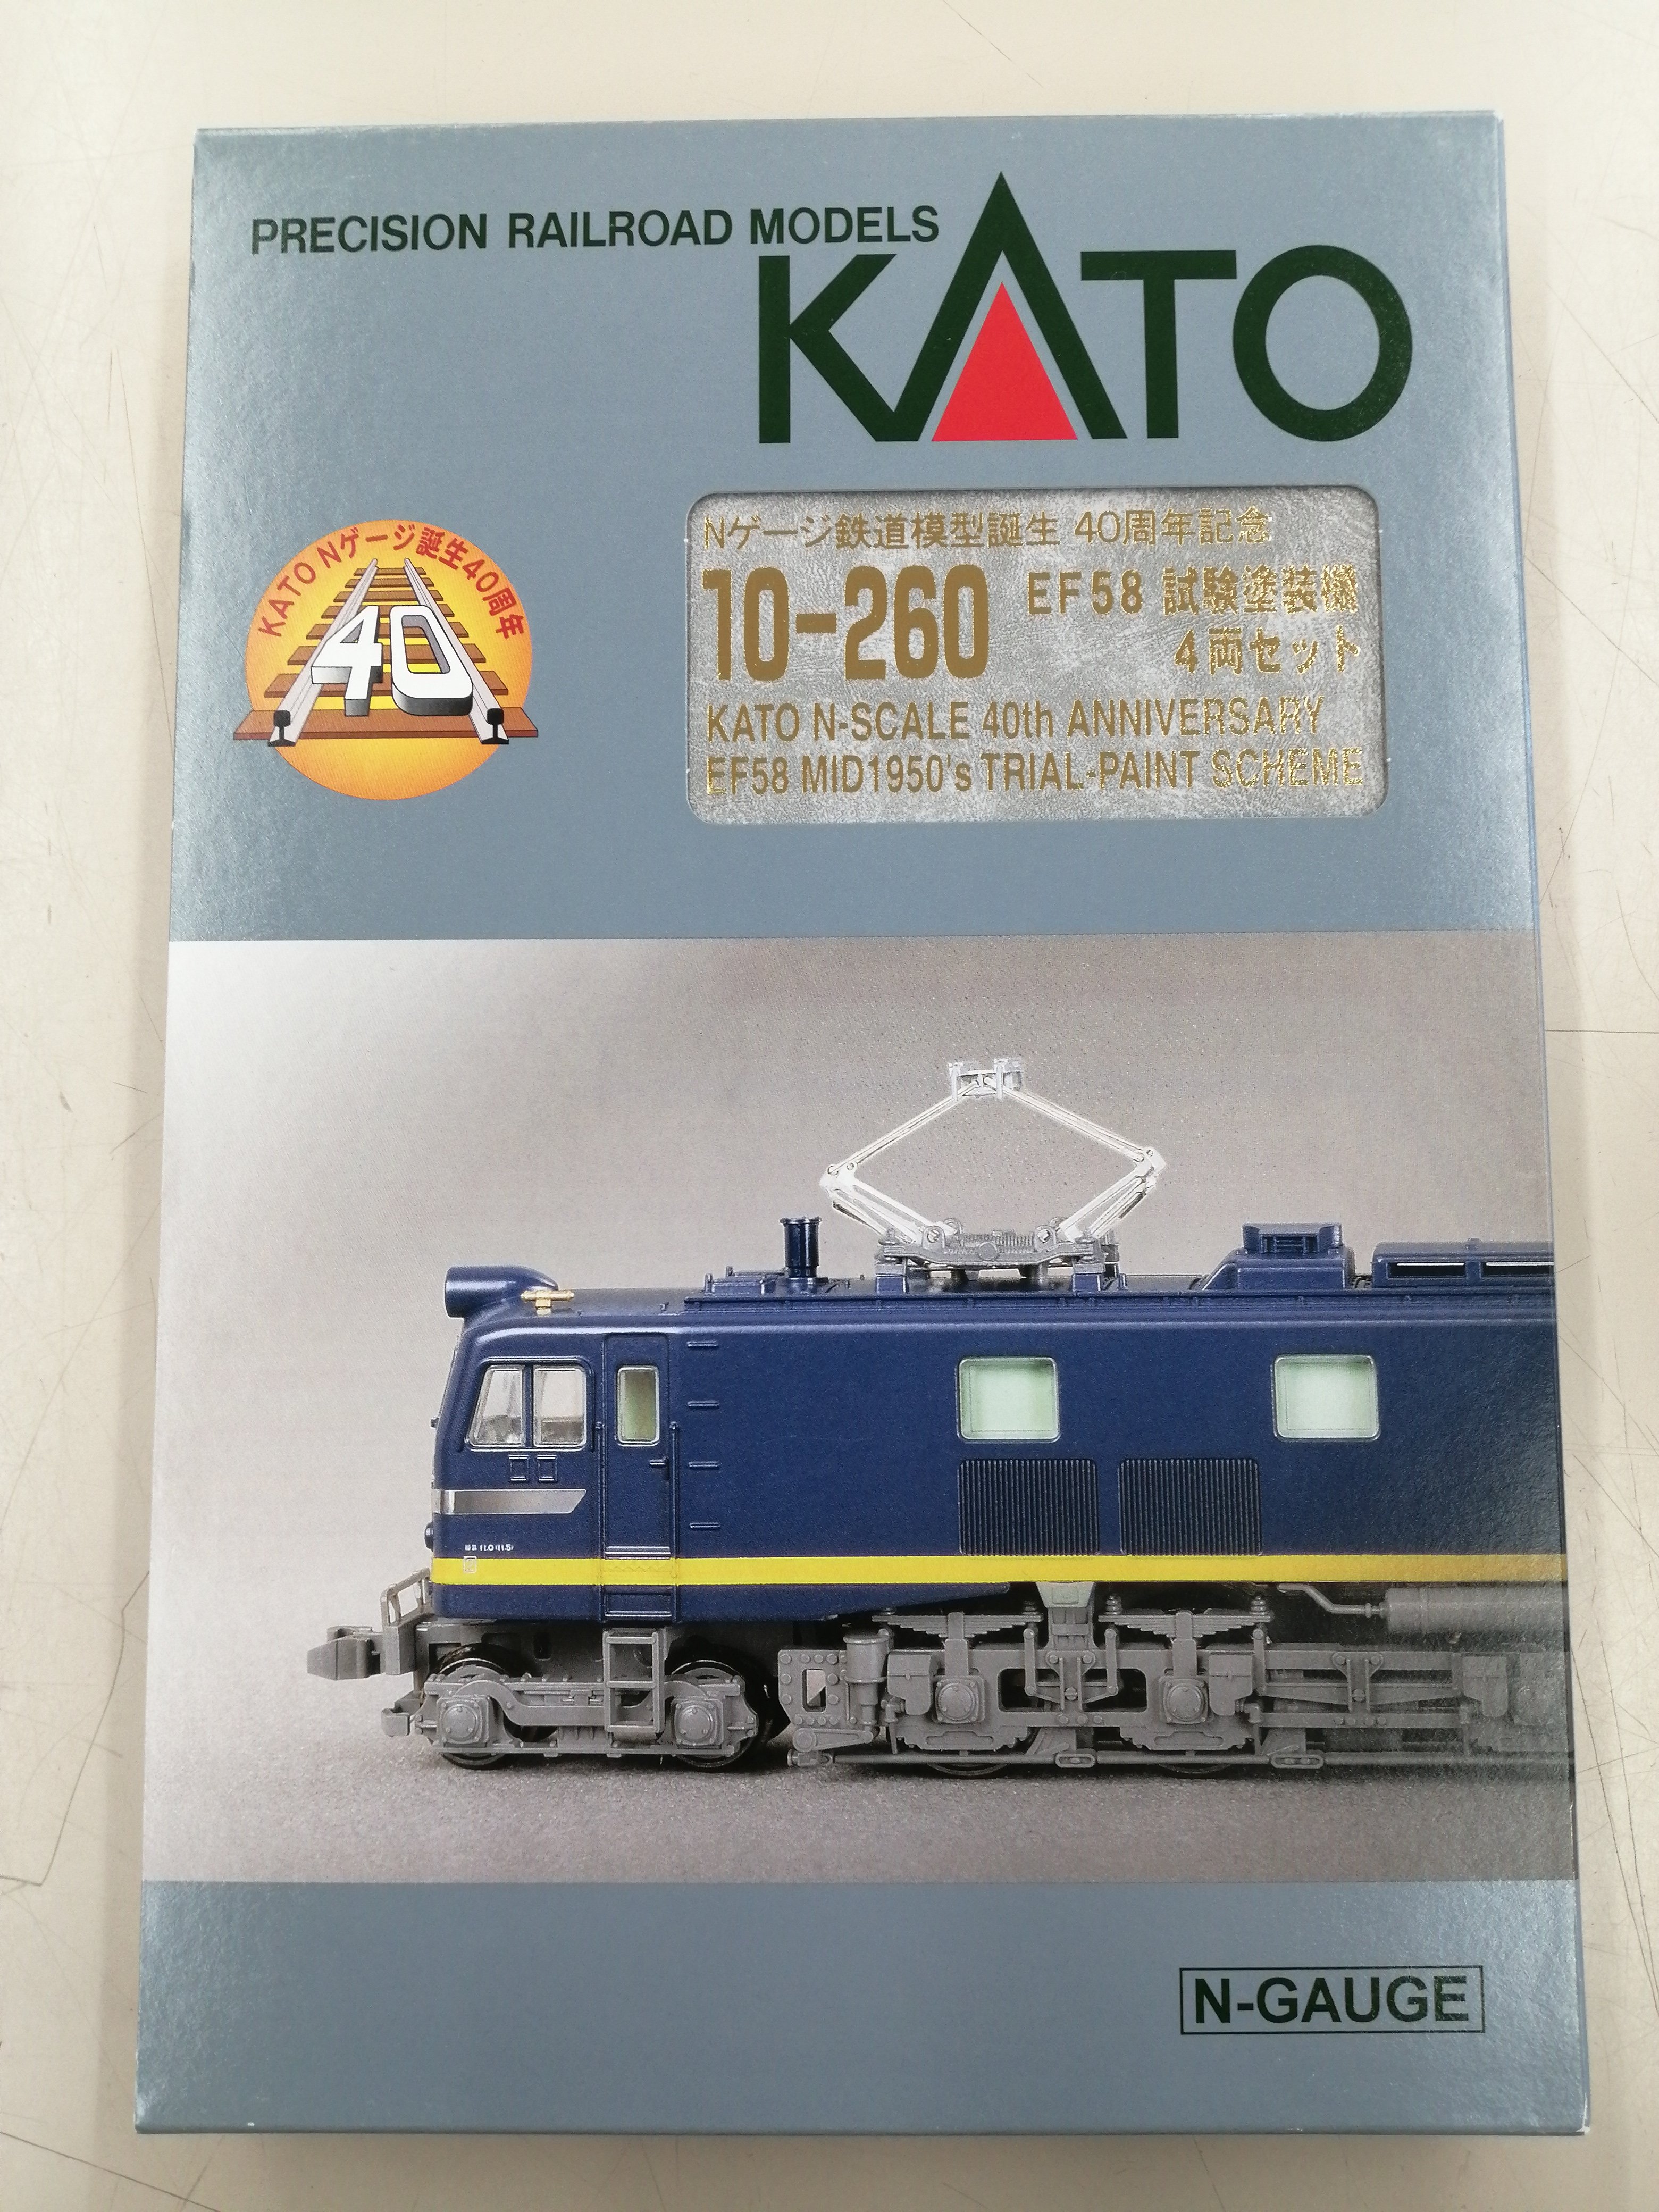 PRECISION RAILROAD MODELS
KATO
KATO Nゲージ誕生40周年
40
Nゲージ鉄道模型誕生 40周年記念
10-260 EF58 試験塗装機
4両セット
KATO N-SCALE 40th ANNIVERSARY
EF58 MID1950's TRIAL-PAINT SCHEME
N-GAUGE